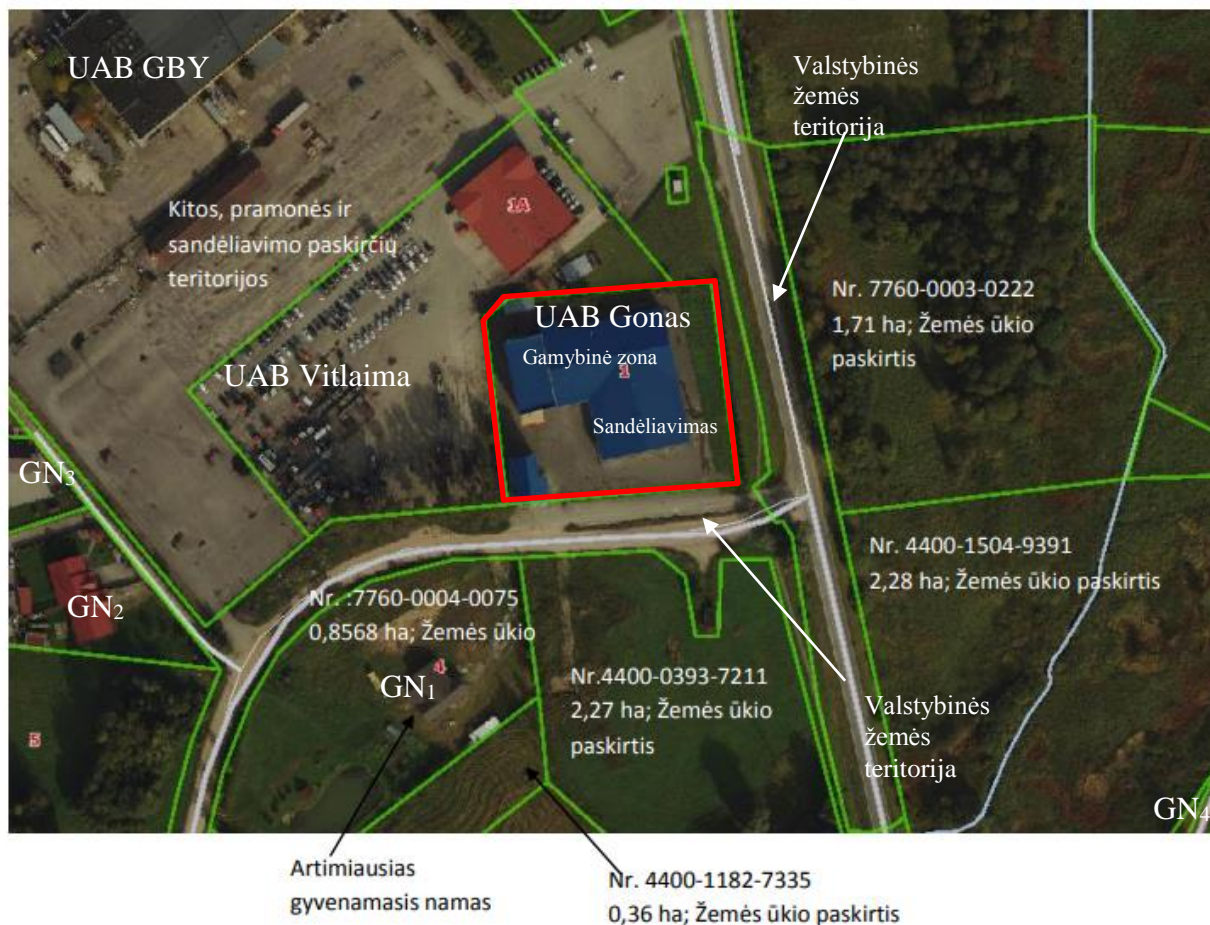 UAB GBY
Valstybinės
žemės
teritorija
Kitos, pramonės ir
sandėliavimo paskirčių
teritorijos
1A
Nr. 7760-0003-0222
1,71 ha; Žemės ūkio
paskirtis
UAB Gonas
Gamybinė zona
1
UAB Vitlaima
Sandėliavimas
GN3
Nr. 4400-1504-9391
2,28 ha; Žemės ūkio paskirtis
GN2
Nr. :7760-0004-0075
0,8568 ha; Žemės ūkio
4
GN1
Nr.4400-0393-7211
2,27 ha; Žemės ūkio
paskirtis
Valstybinės
žemės
teritorija
5
GN4
Artimiausias
gyvenamasis namas
Nr. 4400-1182-7335
0,36 ha; Žemės ūkio paskirtis